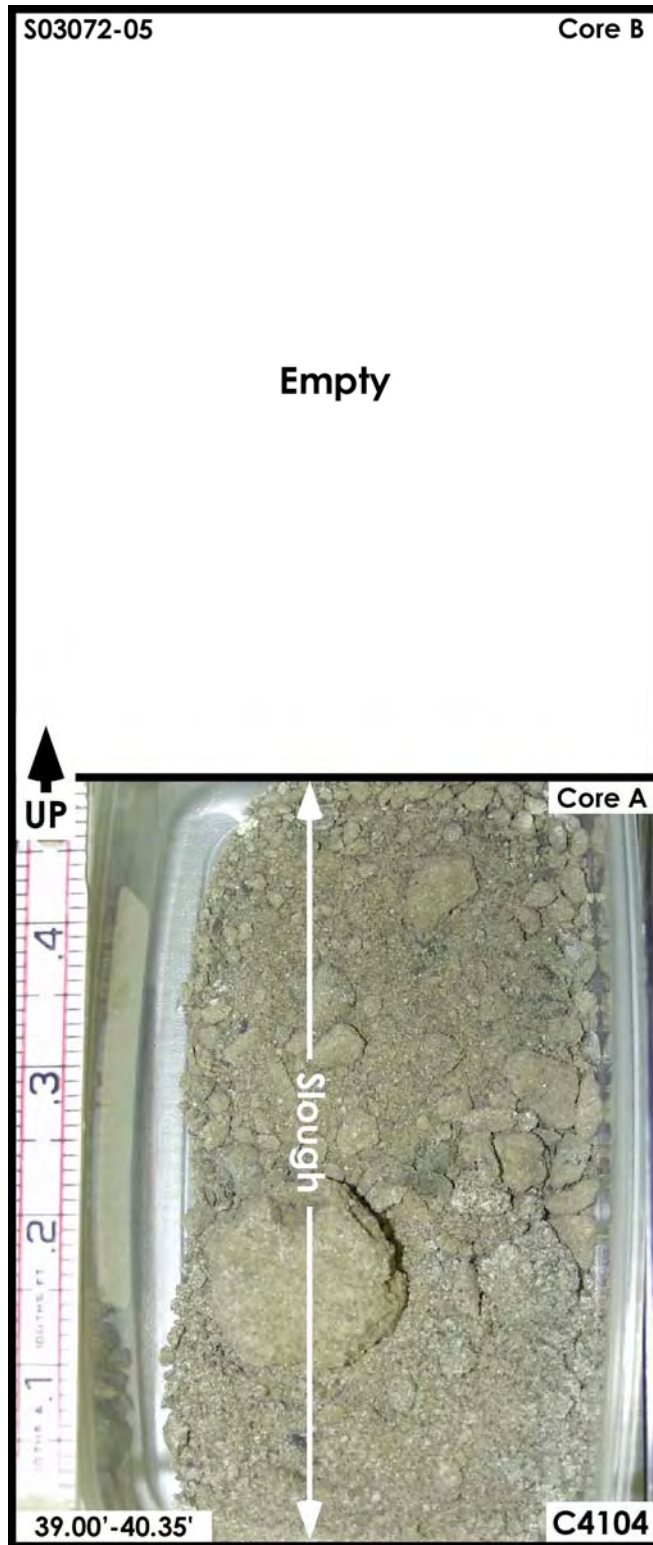 S03072-05 Core B
Empty
UP
Core A
.4
.3
Slough
.2
.1
39.00'-40.35' C4104